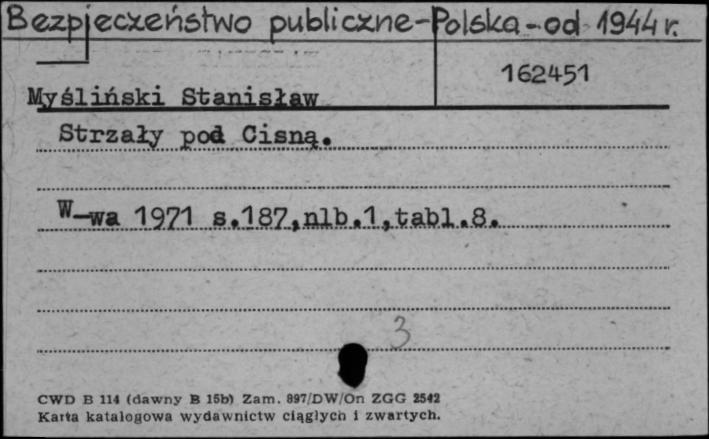 Bezpieczeństwo publiczne-Polska-od 1944 r.
162451
Myśliński Stanisław
Strzały pod Cisną.
W-wa 1971 s.187,nlb.1,tabl.8.
3
CWD B 114 (dawny B 15b) Zam. 897/DW/On ZGG 2542
Karta katalogowa wydawnictw ciągłych i zwartych.